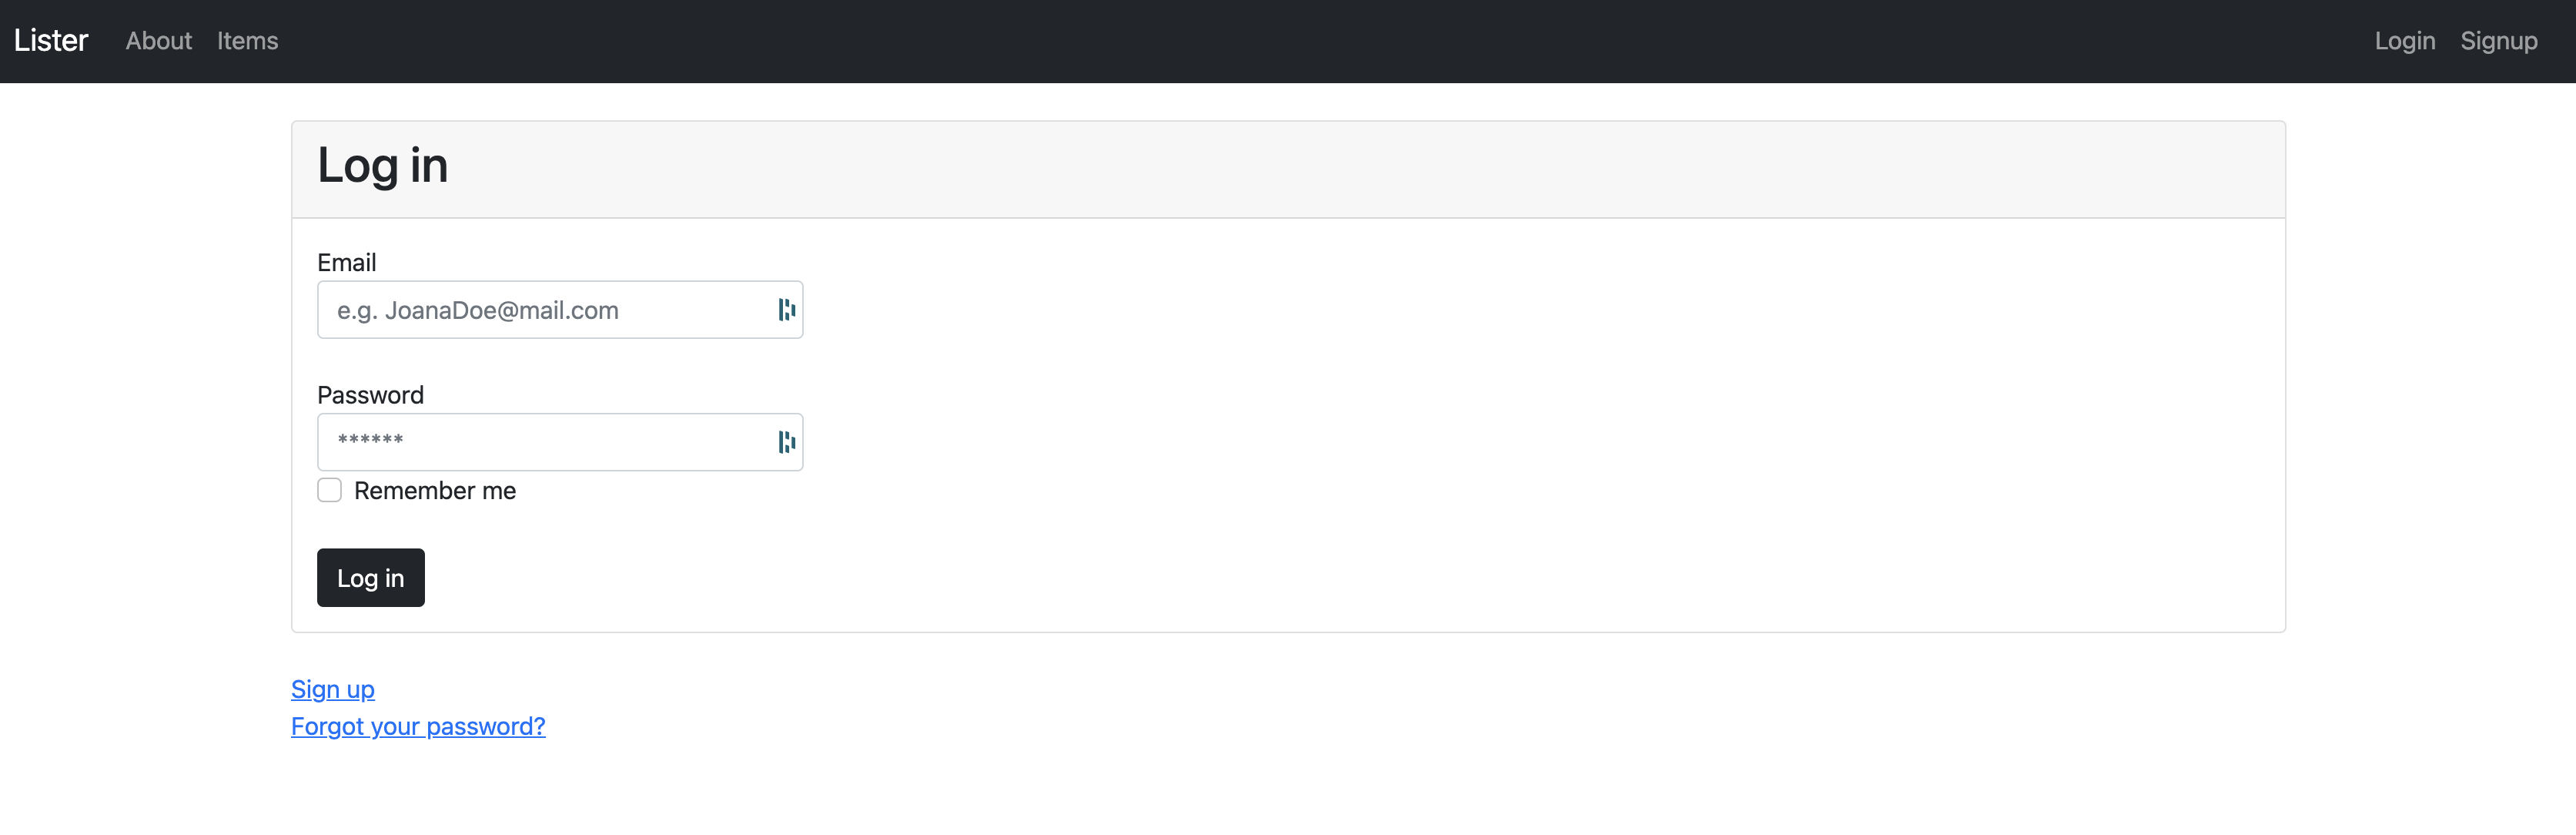 Lister About Items Login Signup
Log in
Email
e.g. JoanaDoe@mail.com
Password
******
Remember me
Log in
Sign up
Forgot your password?